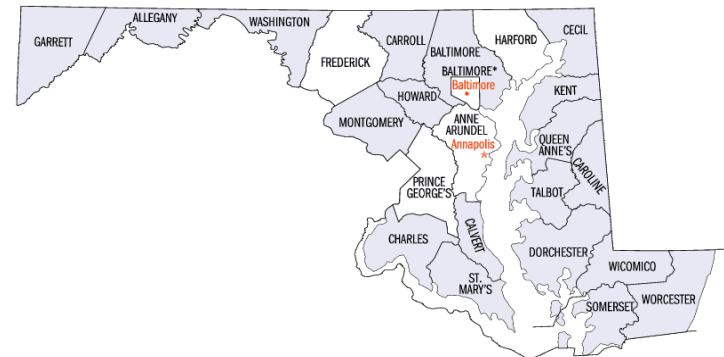 GARRETT
ALLEGANY
WASHINGTON
FREDERICK
CARROLL
BALTIMORE
HARFORD
CECIL
BALTIMORE*
Baltimore
HOWARD
KENT
MONTGOMERY
ANNE
ARUNDEL
Annapolis
*
QUEEN
ANNE'S
CAROLINE
PRINCE
GEORGE'S
TALBOT
CHARLES
CALVERT
DORCHESTER
WICOMICO
ST.
MARY'S
SOMERSET
WORCESTER